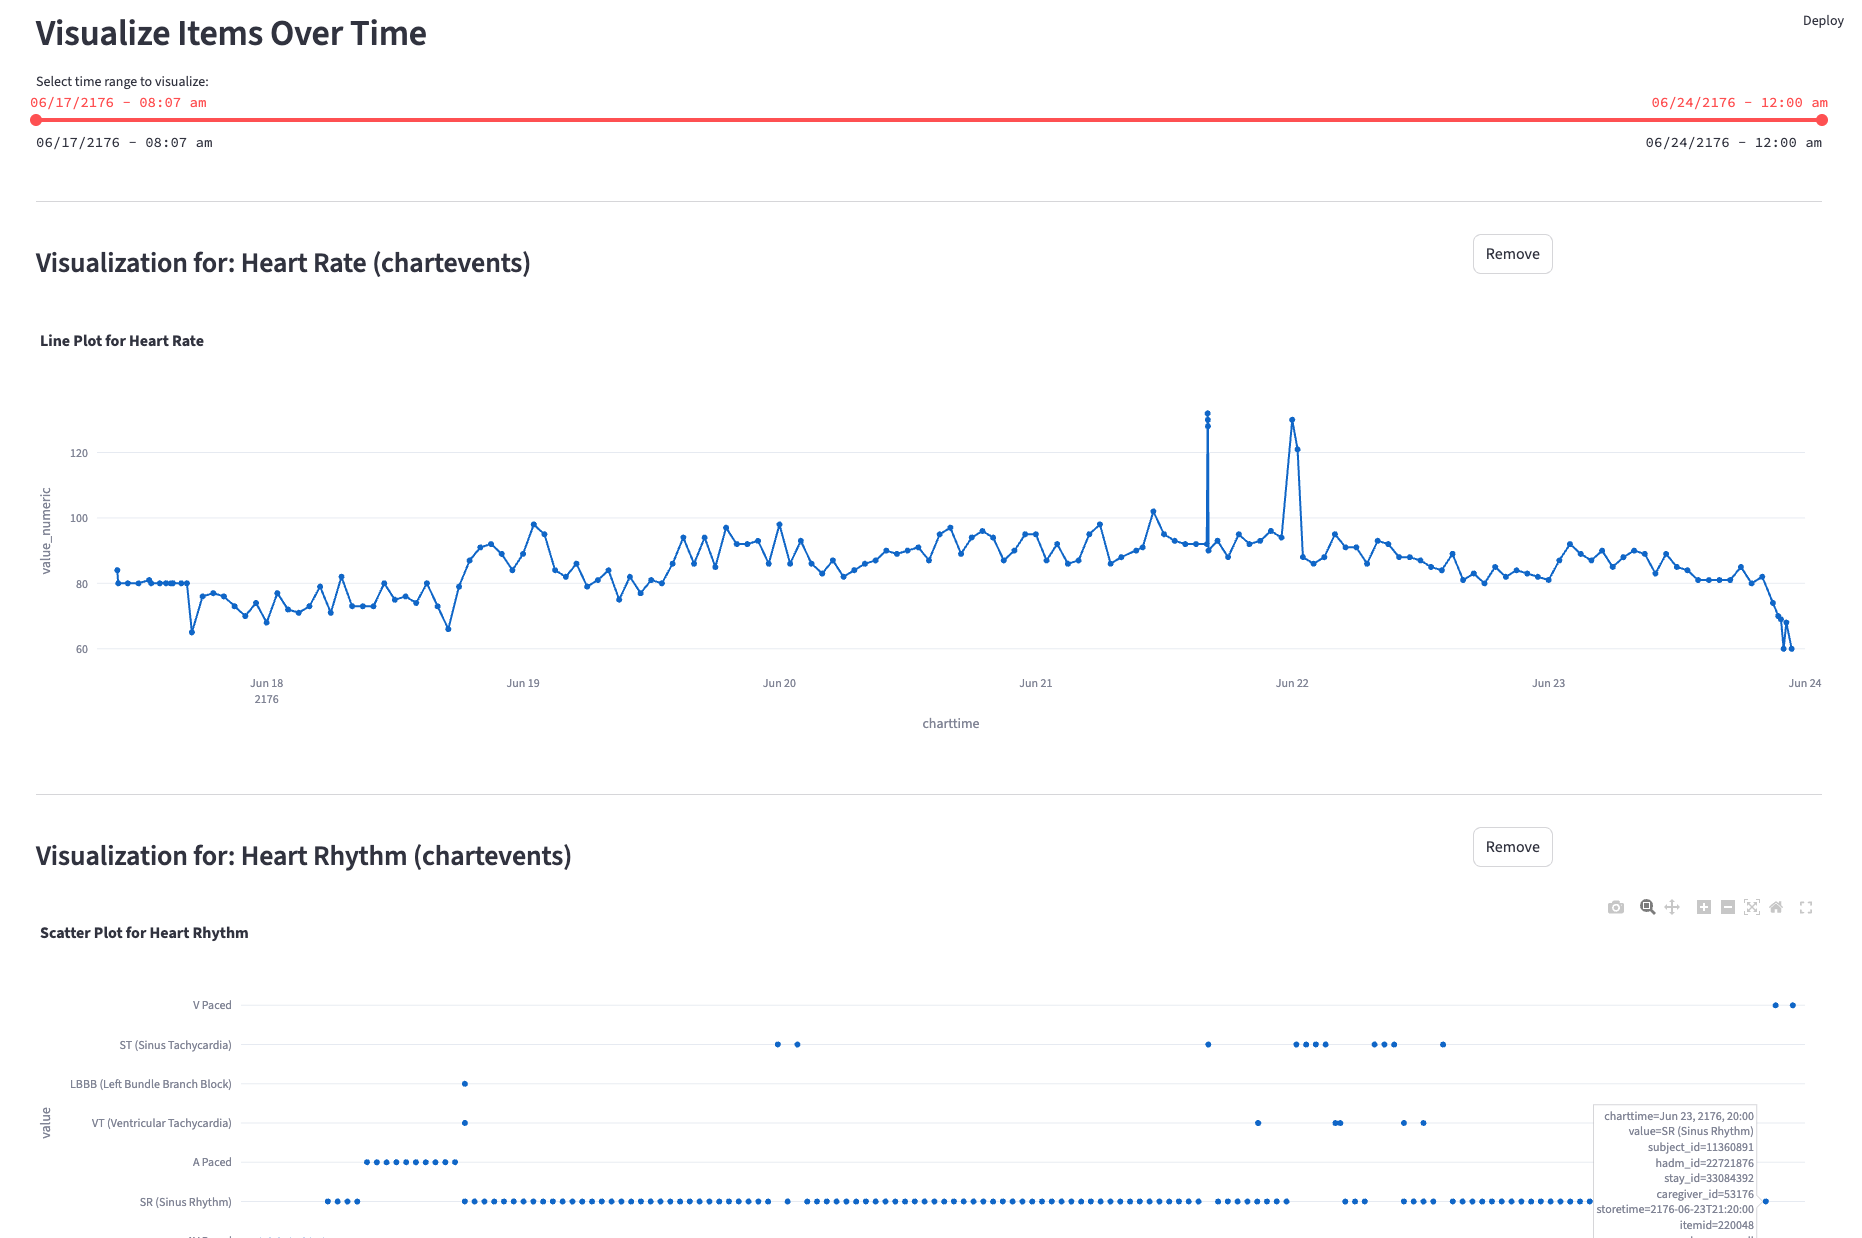 Deploy
Visualize Items Over Time
Select time range to visualize:
06/17/2176 - 08:07 am
06/24/2176 - 12:00 am
06/17/2176 - 08:07 am
06/24/2176 - 12:00 am
Visualization for: Heart Rate (chartevents)
Remove
Line Plot for Heart Rate
value_numeric
120
100
80
60
Jun 18
2176
Jun 19
Jun 20
Jun 21
Jun 22
Jun 23
Jun 24
charttime
Visualization for: Heart Rhythm (chartevents)
Remove
Scatter Plot for Heart Rhythm
value
V Paced
ST (Sinus Tachycardia)
LBBB (Left Bundle Branch Block)
VT (Ventricular Tachycardia)
A Paced
SR (Sinus Rhythm)
charttime=Jun 23, 2176, 20:00
value=SR (Sinus Rhythm)
subject_id=11360891
hadm_id=22721876
stay_id=33084392
caregiver_id=53176
storetime=2176-06-23T21:20:00
itemid=220048